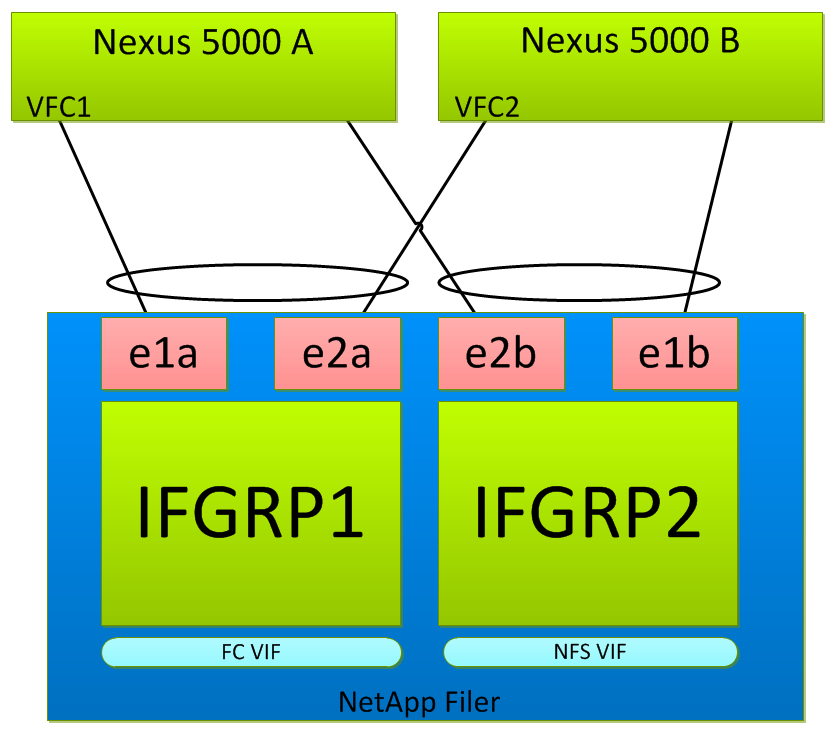 Nexus 5000 A
Nexus 5000 B
VFC1
VFC2
e1a
e2a
e2b
e1b
IFGRP1
IFGRP2
FC VIF
NFS VIF
NetApp Filer